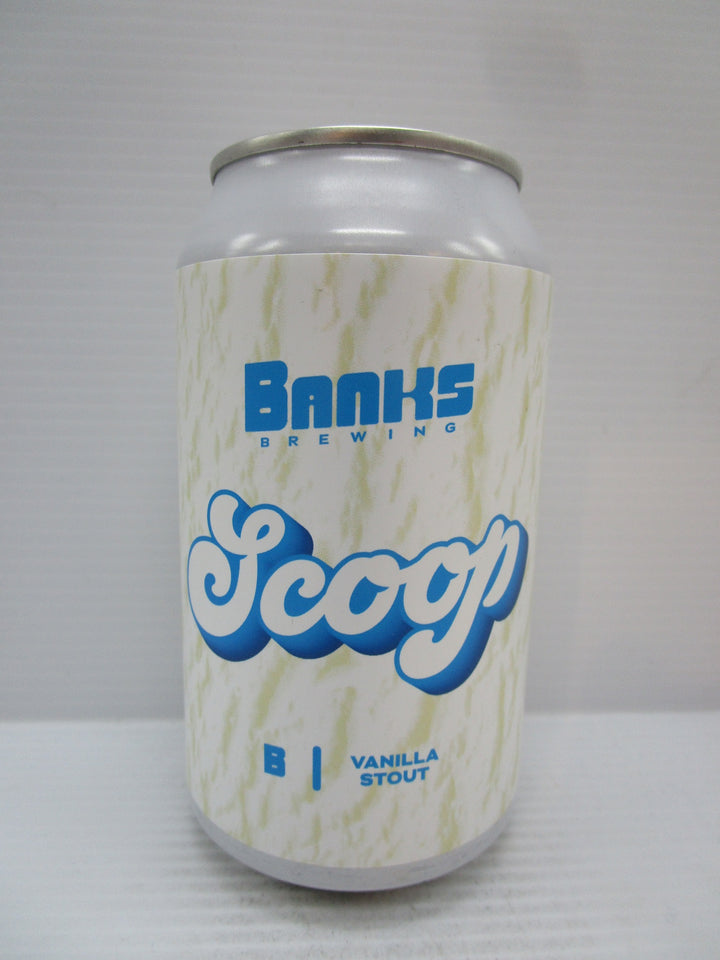 BANKS
BREWING
Scoop
B | VANILLA
STOUT